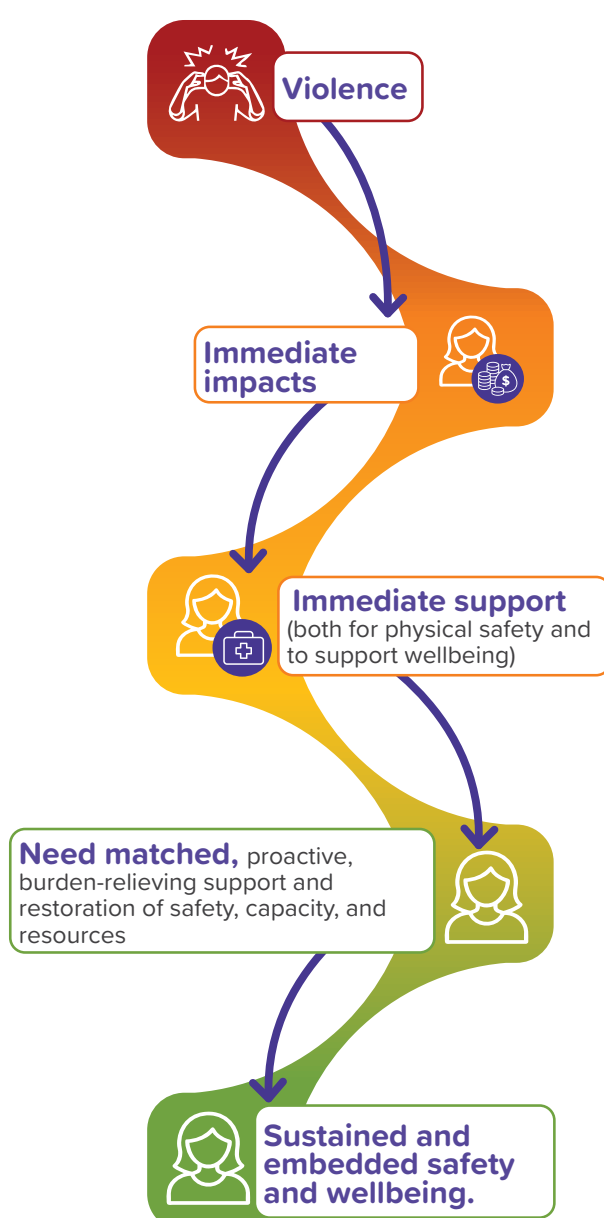 Violence
Immediate
impacts
$
Immediate support
(both for physical safety and
to support wellbeing)
Need matched, proactive,
burden-relieving support and
restoration of safety, capacity, and
resources
Sustained and
embedded safety
and wellbeing.